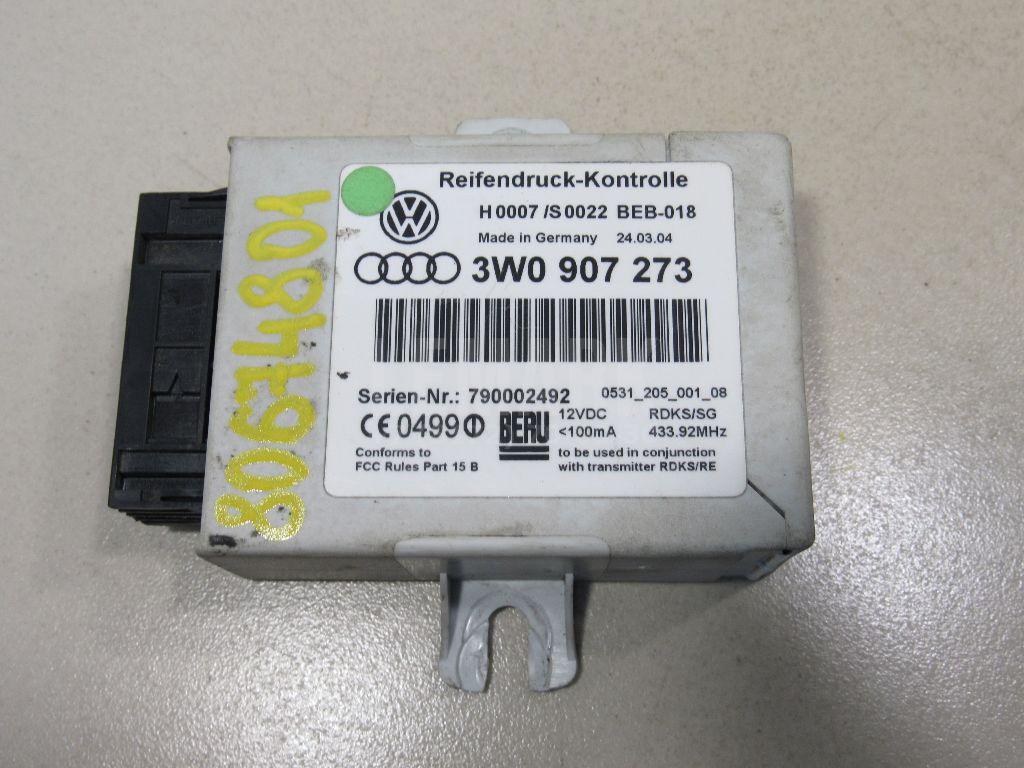 Reifendruck-Kontrolle
H0007 /S0022 BEB-018
Made in Germany 24.03.04
3W0 907 273
Serien-Nr.: 790002492
0531_205_001_08
CE 0499
BERU
12VDC RDKS/SG
<100mA 433.92MHz
Conforms to
FCC Rules Part 15 B
to be used in conjunction
with transmitter RDKS/RE
80674801